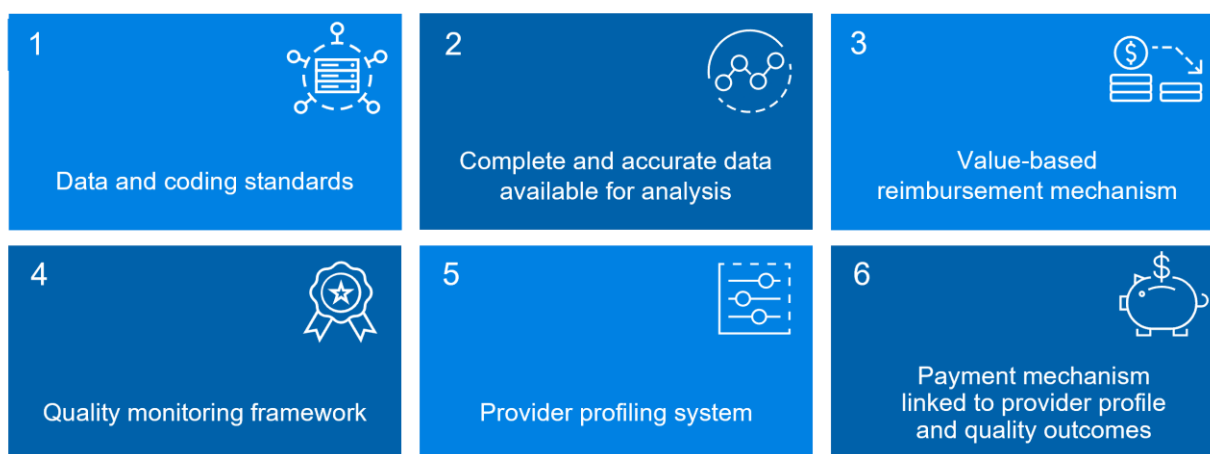 1
Data and coding standards
2
Complete and accurate data
available for analysis
3
$
Value-based
reimbursement mechanism
4
Quality monitoring framework
5
Provider profiling system
6
$
Payment mechanism
linked to provider profile
and quality outcomes